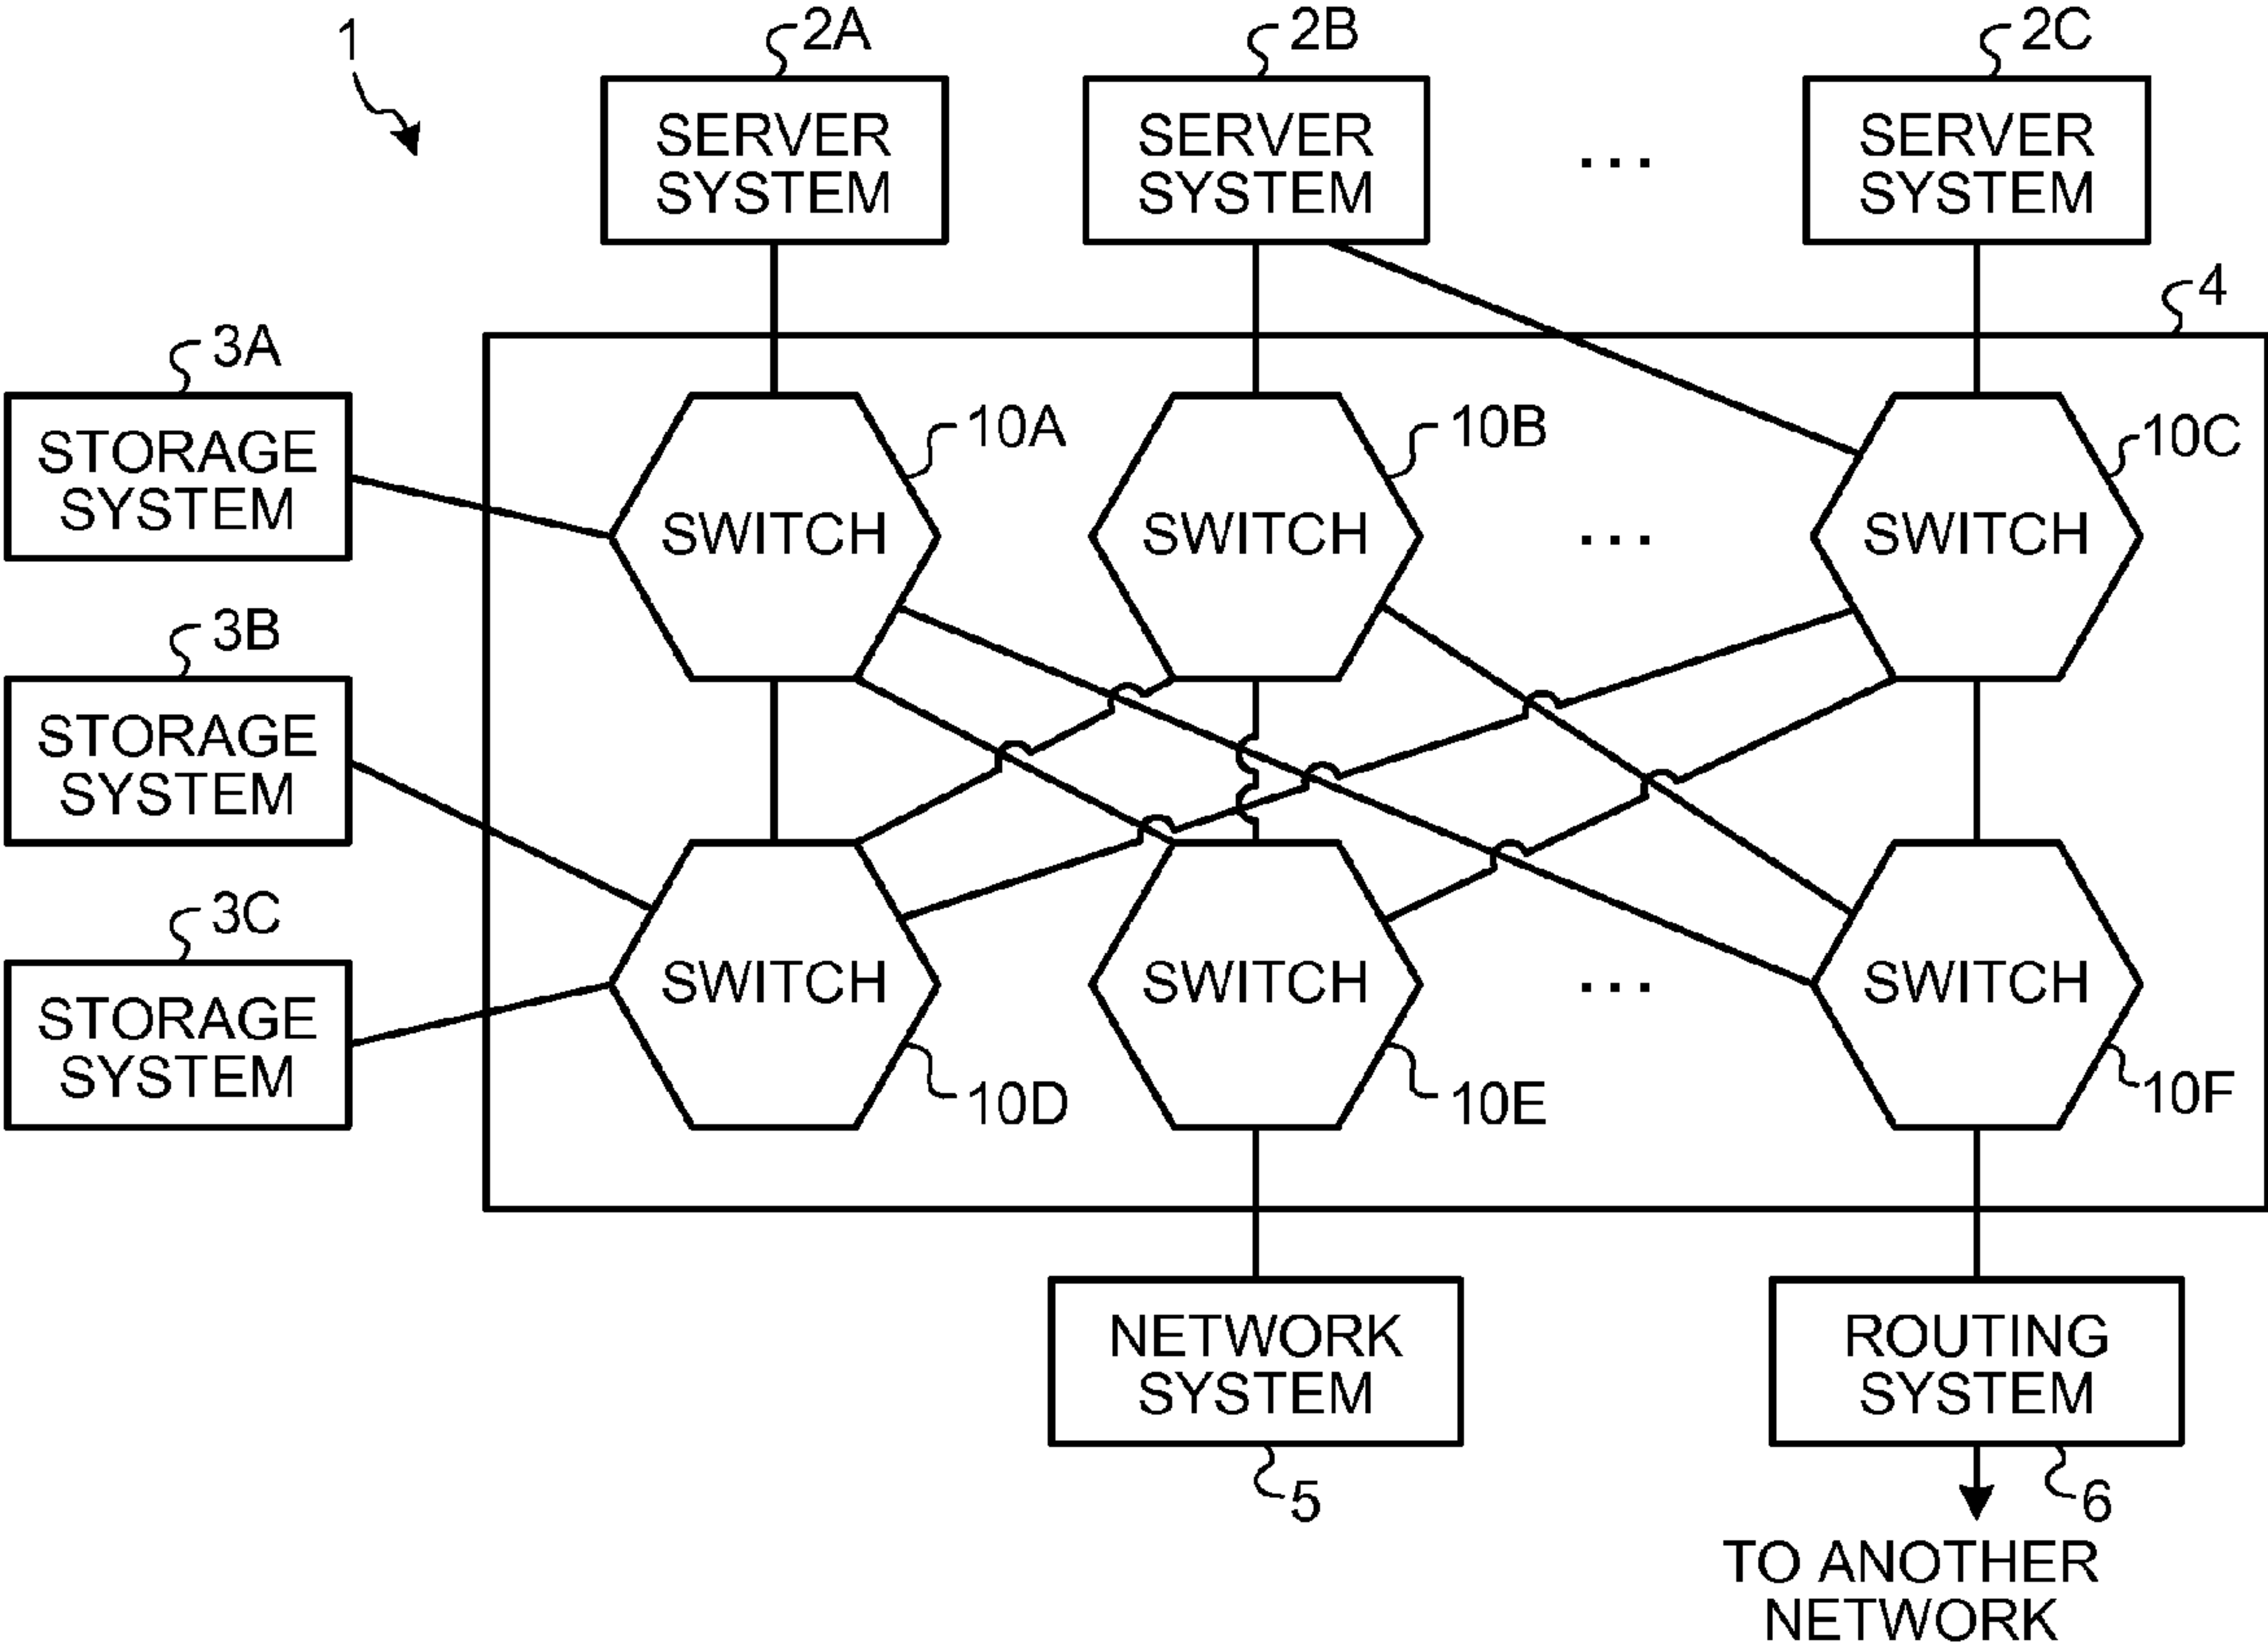 1
2A
2B
2C
SERVER
SYSTEM
SERVER
SYSTEM
...
SERVER
SYSTEM
4
3A
STORAGE
SYSTEM
10A
SWITCH
10B
SWITCH
...
10C
SWITCH
3B
STORAGE
SYSTEM
3C
STORAGE
SYSTEM
SWITCH
10D
SWITCH
10E
...
SWITCH
10F
NETWORK
SYSTEM
5
ROUTING
SYSTEM
6
TO ANOTHER
NETWORK